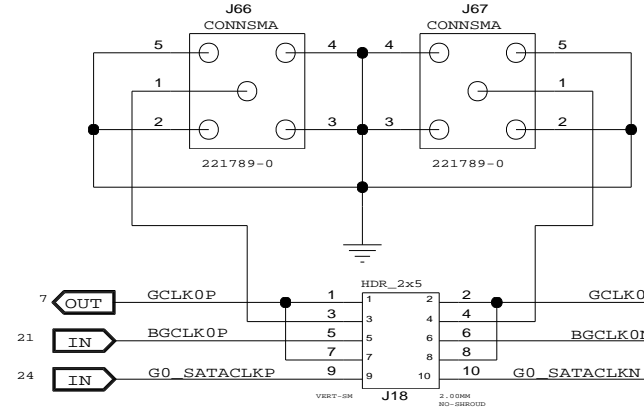 J66 J67
CONNSMA CONNSMA
5 4 4 5
1 1
2 3 3 2
221789-0 221789-0
HDR_2x5
7 OUT GCLK0P 1 1 2 2 GCLK0
3 3 4 4
21 IN BGCLK0P 5 5 6 6 BGCLK0N
7 7 8 8
24 IN G0_SATACLKP 9 9 10 10 G0_SATACLKN
VERT-SM J18 2.00MM
NO-SHROUD